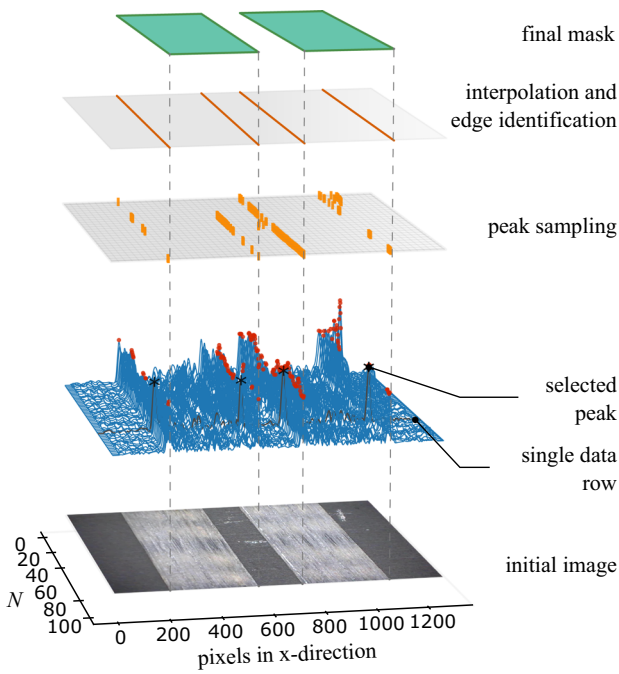 final mask
interpolation and
edge identification
peak sampling
selected
peak
single data
row
initial image
0
20
40
60
80
100
N
0
200
400
600
800
1000
1200
pixels in x-direction